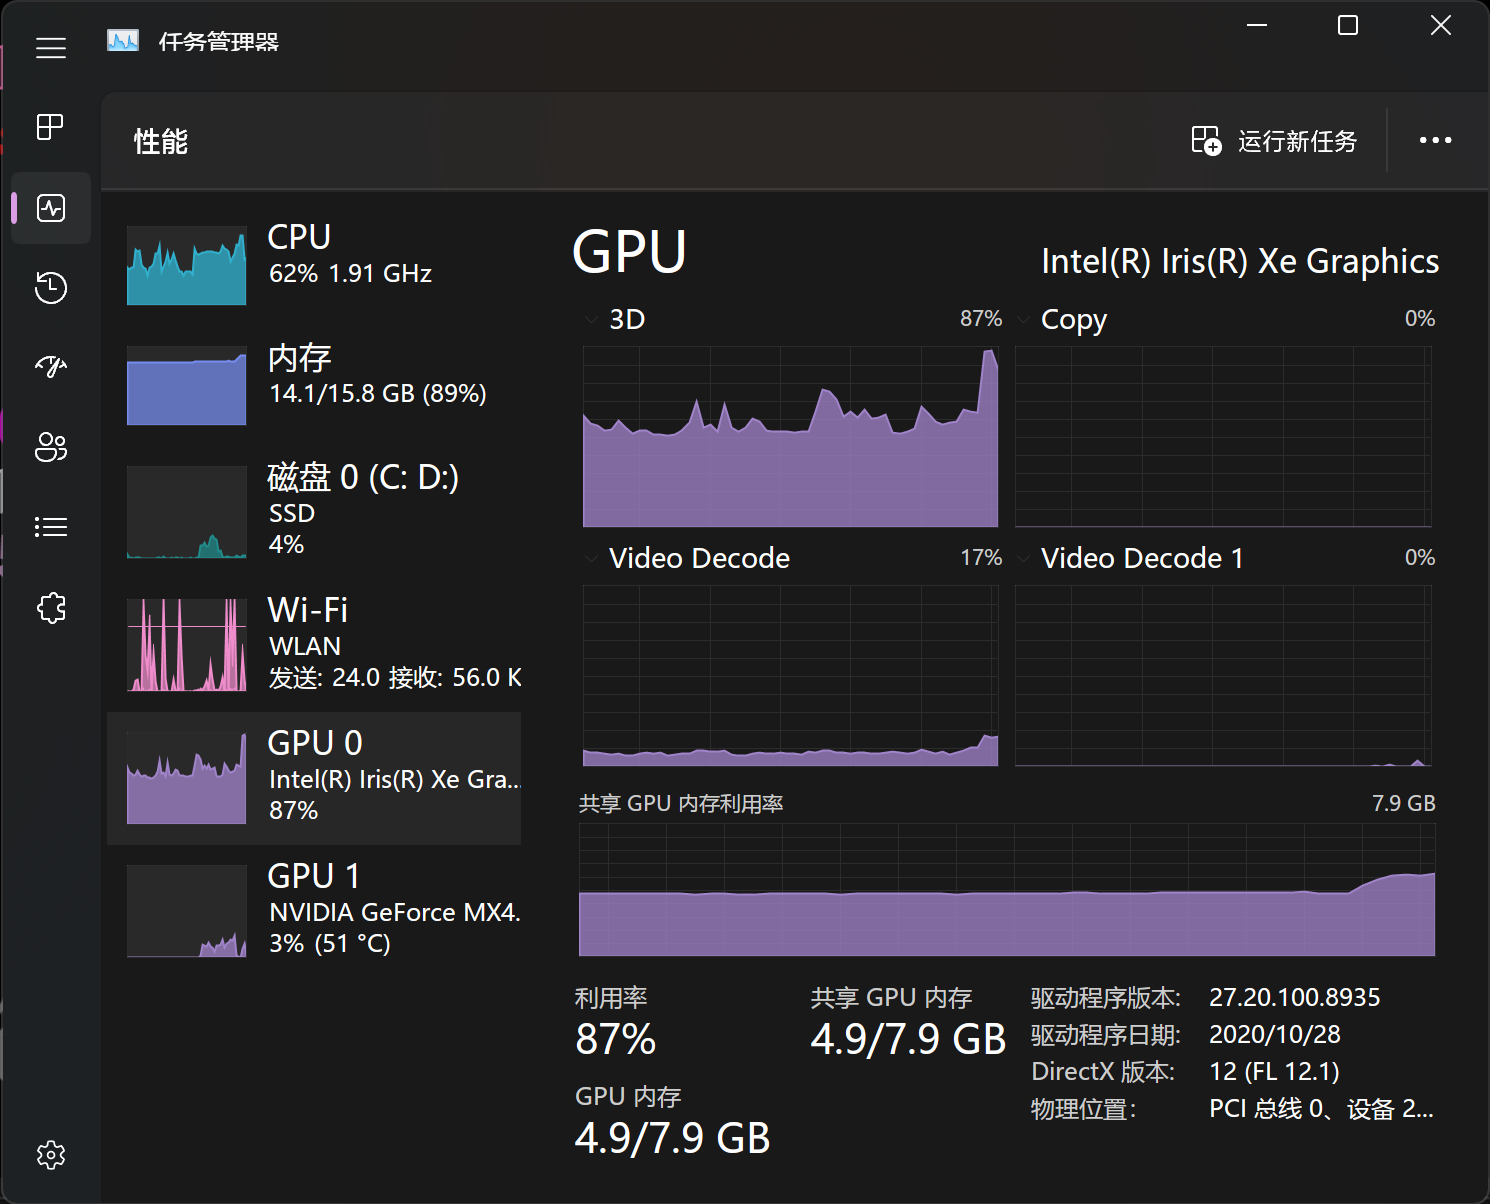 任务管理器
性能
运行新任务
CPU
62% 1.91 GHz
内存
14.1/15.8 GB (89%)
磁盘 0 (C: D:)
SSD
4%
Wi-Fi
WLAN
发送: 24.0 接收: 56.0 K
GPU 0
Intel(R) Iris(R) Xe Gra...
87%
GPU 1
NVIDIA GeForce MX4.
3% (51 °C)
GPU
Intel(R) Iris(R) Xe Graphics
3D 87%
Copy 0%
Video Decode 17%
Video Decode 1 0%
共享 GPU 内存利用率 7.9 GB
利用率
87%
共享 GPU 内存
4.9/7.9 GB
GPU 内存
4.9/7.9 GB
驱动程序版本: 27.20.100.8935
驱动程序日期: 2020/10/28
DirectX 版本: 12 (FL 12.1)
物理位置: PCI 总线 0、设备 2...